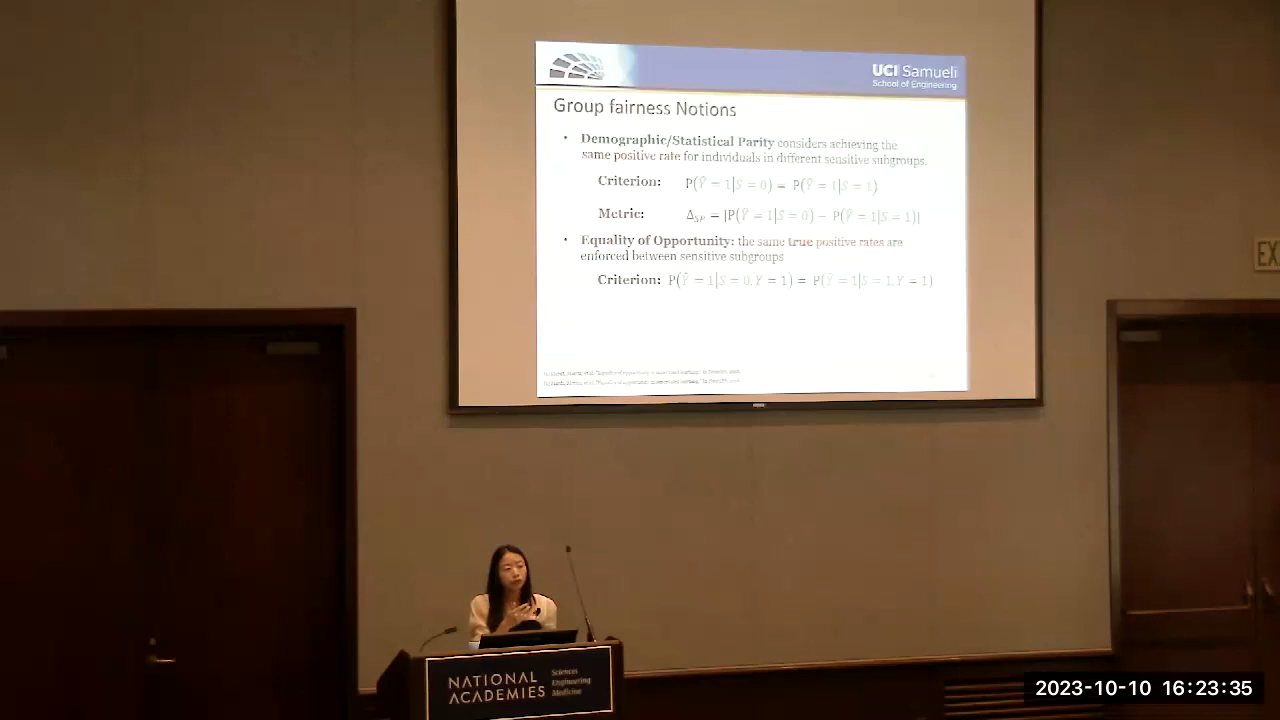 UCI Samueli
School of Engineering
Group fairness Notions
• Demographic/Statistical Parity considers achieving the
same positive rate for individuals in different sensitive subgroups.
Criterion: P(Ŷ = 1|S = 0) = P(Ŷ = 1|S = 1)
Metric: Δ_SP = |P(Ŷ = 1|S = 0) − P(Ŷ = 1|S = 1)|
• Equality of Opportunity: the same true positive rates are
enforced between sensitive subgroups
Criterion: P(Ŷ = 1|S = 0, Y = 1) = P(Ŷ = 1|S = 1, Y = 1)
EX
NATIONAL
ACADEMIES
Sciences
Engineering
Medicine
2023-10-10 16:23:35